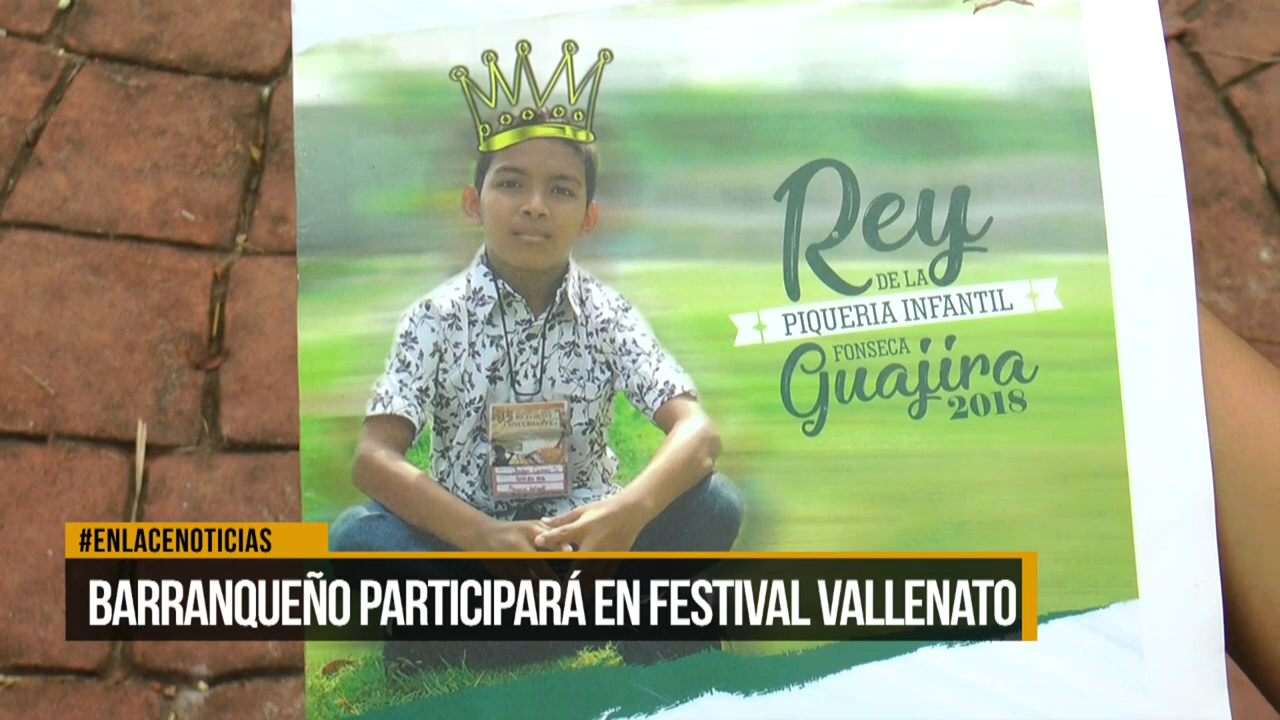 Rey
DE LA
PIQUERIA INFANTIL
FONSECA
Guajira
2018
#ENLACENOTICIAS
BARRANQUEÑO PARTICIPARÁ EN FESTIVAL VALLENATO